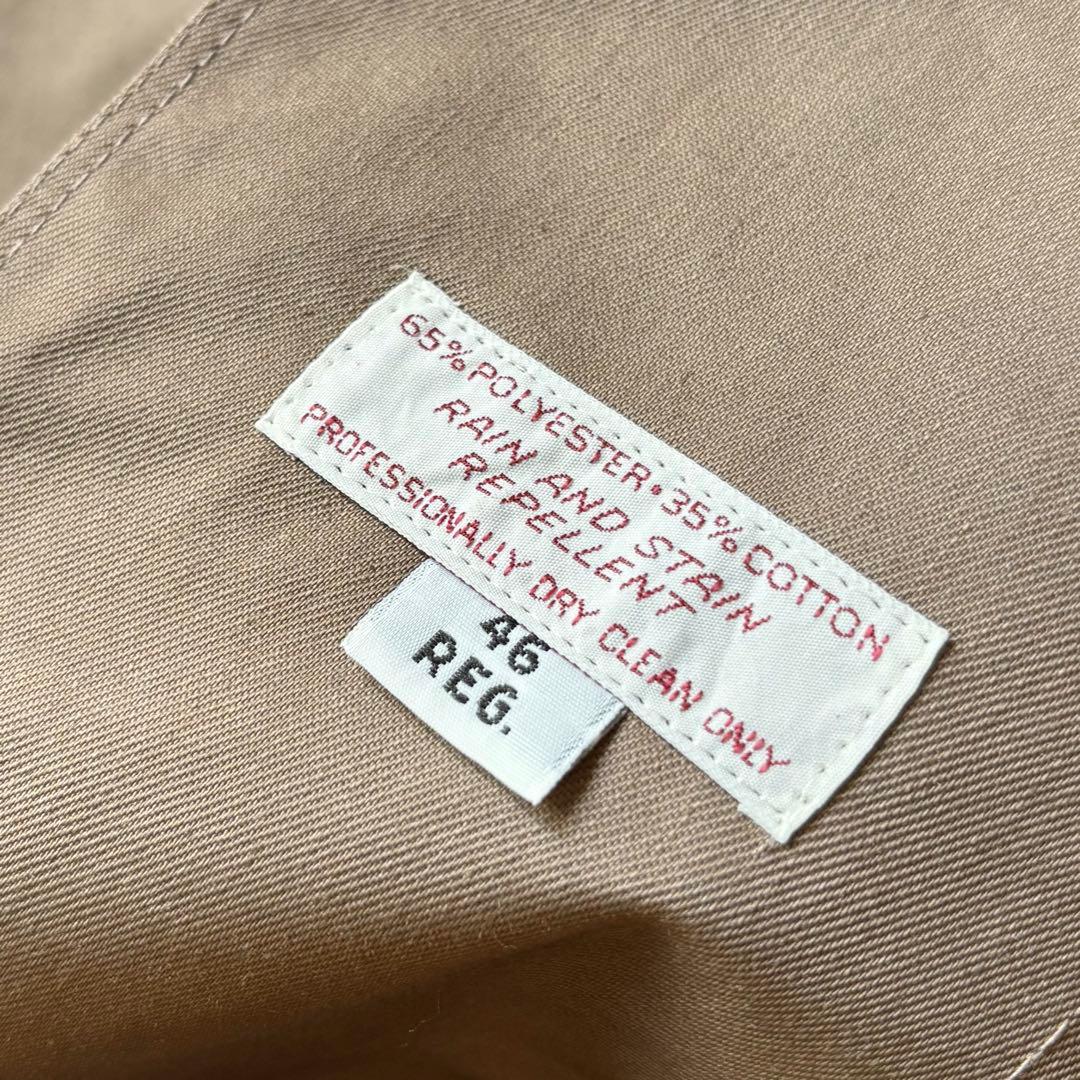 65% POLYESTER • 35% COTTON
RAIN AND STAIN
REPELLENT
PROFESSIONALLY DRY CLEAN ONLY
46
REG.